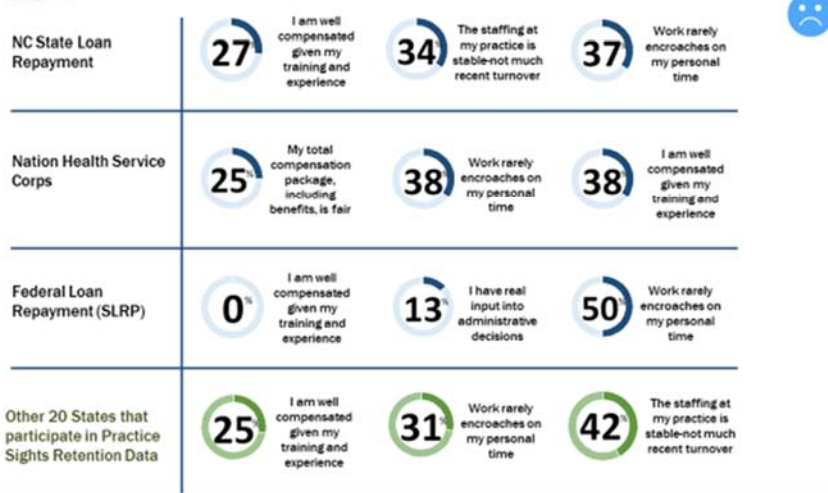 NC State Loan
Repayment
27%
I am well
compensated
given my
training and
experience
34%
The staffing at
my practice is
stable-not much
recent turnover
37%
Work rarely
encroaches on
my personal
time
Nation Health Service
Corps
25%
My total
compensation
package,
including
benefits, is fair
38%
Work rarely
encroaches on
my personal
time
38%
I am well
compensated
given my
training and
experience
Federal Loan
Repayment (SLRP)
0%
I am well
compensated
given my
training and
experience
13%
I have real
input into
administrative
decisions
50%
Work rarely
encroaches on
my personal
time
Other 20 States that
participate in Practice
Sights Retention Data
25%
I am well
compensated
given my
training and
experience
31%
Work rarely
encroaches on
my personal
time
42%
The staffing at
my practice is
stable-not much
recent turnover